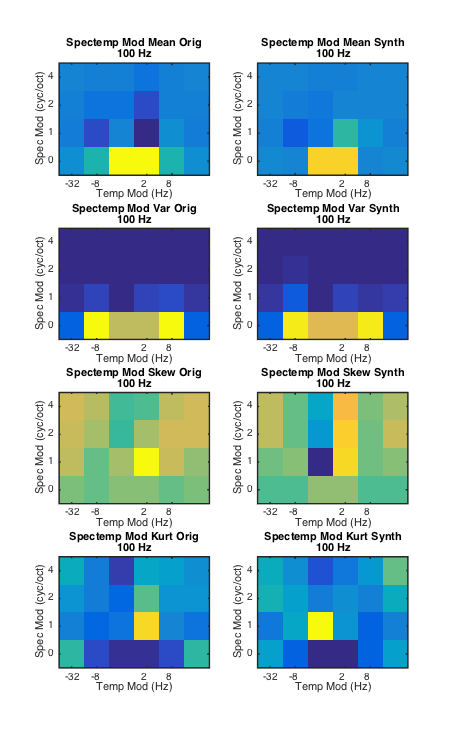 Spectemp Mod Mean Orig
100 Hz
Spec Mod (cyc/oct)
4
2
1
0
-32 -8 2 8
Temp Mod (Hz)
Spectemp Mod Mean Synth
100 Hz
Spec Mod (cyc/oct)
4
2
1
0
-32 -8 2 8
Temp Mod (Hz)
Spectemp Mod Var Orig
100 Hz
Spec Mod (cyc/oct)
4
2
1
0
-32 -8 2 8
Temp Mod (Hz)
Spectemp Mod Var Synth
100 Hz
Spec Mod (cyc/oct)
4
2
1
0
-32 -8 2 8
Temp Mod (Hz)
Spectemp Mod Skew Orig
100 Hz
Spec Mod (cyc/oct)
4
2
1
0
-32 -8 2 8
Temp Mod (Hz)
Spectemp Mod Skew Synth
100 Hz
Spec Mod (cyc/oct)
4
2
1
0
-32 -8 2 8
Temp Mod (Hz)
Spectemp Mod Kurt Orig
100 Hz
Spec Mod (cyc/oct)
4
2
1
0
-32 -8 2 8
Temp Mod (Hz)
Spectemp Mod Kurt Synth
100 Hz
Spec Mod (cyc/oct)
4
2
1
0
-32 -8 2 8
Temp Mod (Hz)